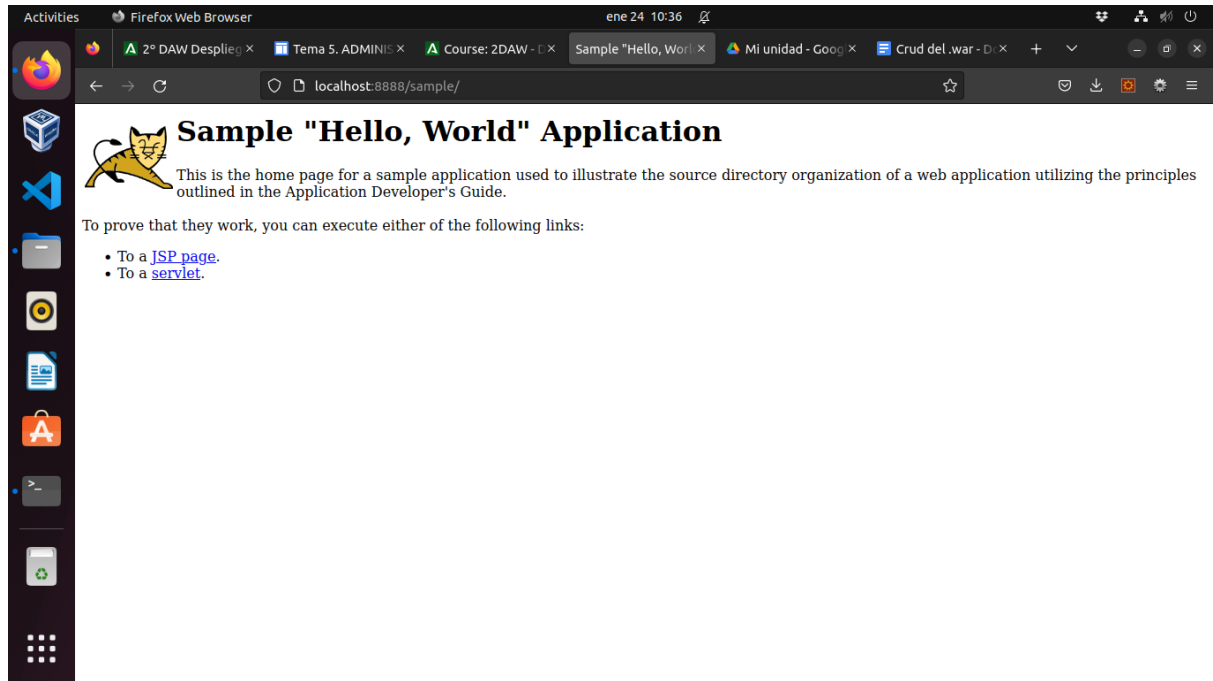 Activities Firefox Web Browser ene 24 10:36
2º DAW Desplieg Tema 5. ADMINIS Course: 2DAW - D Sample "Hello, Worl Mi unidad - Goog Crud del .war - Do
localhost:8888/sample/
Sample "Hello, World" Application
This is the home page for a sample application used to illustrate the source directory organization of a web application utilizing the principles
outlined in the Application Developer's Guide.
To prove that they work, you can execute either of the following links:
• To a JSP page.
• To a servlet.